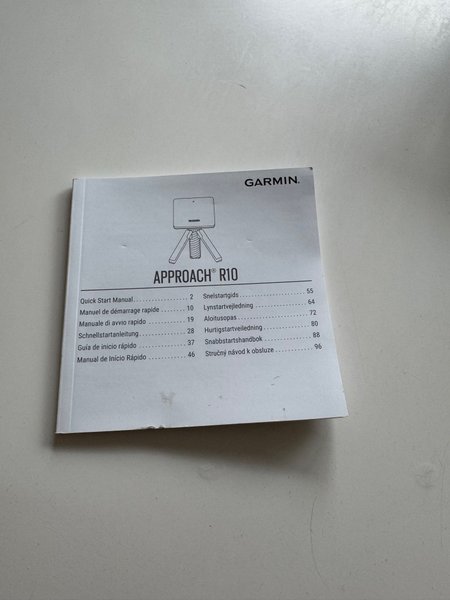 GARMIN.
APPROACH® R10
Quick Start Manual . . . . . . . . . . . . . . 2
Manuel de démarrage rapide . . . . . . 10
Manuale di avvio rapido . . . . . . . . . 19
Schnellstartanleitung . . . . . . . . . . . 28
Guía de inicio rápido . . . . . . . . . . . . 37
Manual de Início Rápido . . . . . . . . . 46
Snelstartgids . . . . . . . . . . . . . . . . . 55
Lynstartvejledning . . . . . . . . . . . . . 64
Aloitusopas . . . . . . . . . . . . . . . . . . 72
Hurtigstartveiledning . . . . . . . . . . . 80
Snabbstartshandbok . . . . . . . . . . . 88
Stručný návod k obsluze . . . . . . . . 96